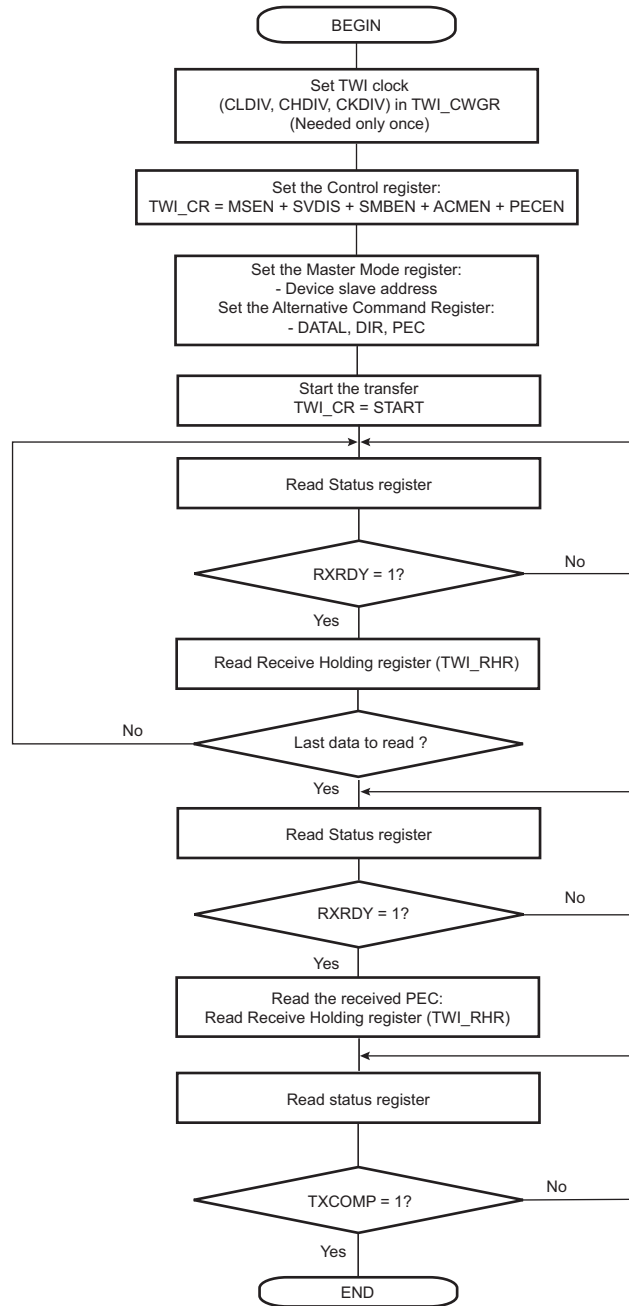 BEGIN
Set TWI clock
(CLDIV, CHDIV, CKDIV) in TWI_CWGR
(Needed only once)
Set the Control register:
TWI_CR = MSEN + SVDIS + SMBEN + ACMEN + PECEN
Set the Master Mode register:
- Device slave address
Set the Alternative Command Register:
- DATAL, DIR, PEC
Start the transfer
TWI_CR = START
Read Status register
RXRDY = 1?
No
Yes
Read Receive Holding register (TWI_RHR)
No
Last data to read ?
Yes
Read Status register
RXRDY = 1?
No
Yes
Read the received PEC:
Read Receive Holding register (TWI_RHR)
Read status register
TXCOMP = 1?
No
Yes
END